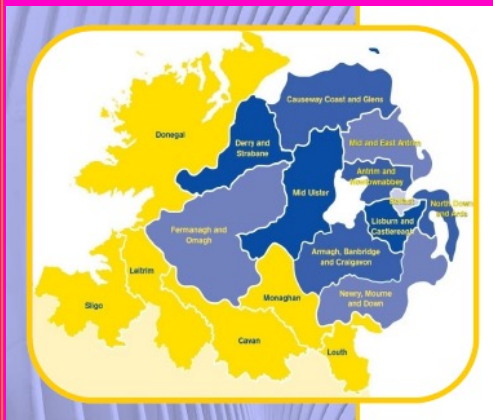 Causeway Coast and Glens
Donegal
Derry and
Strabane
Mid and East Antrim
Antrim and
Newtownabbey
Mid Ulster
Belfast
North Down
and Ards
Lisburn and
Castlereagh
Fermanagh and
Omagh
Armagh, Banbridge
and Craigavon
Leitrim
Monaghan
Newry, Mourne
and Down
Sligo
Cavan
Louth